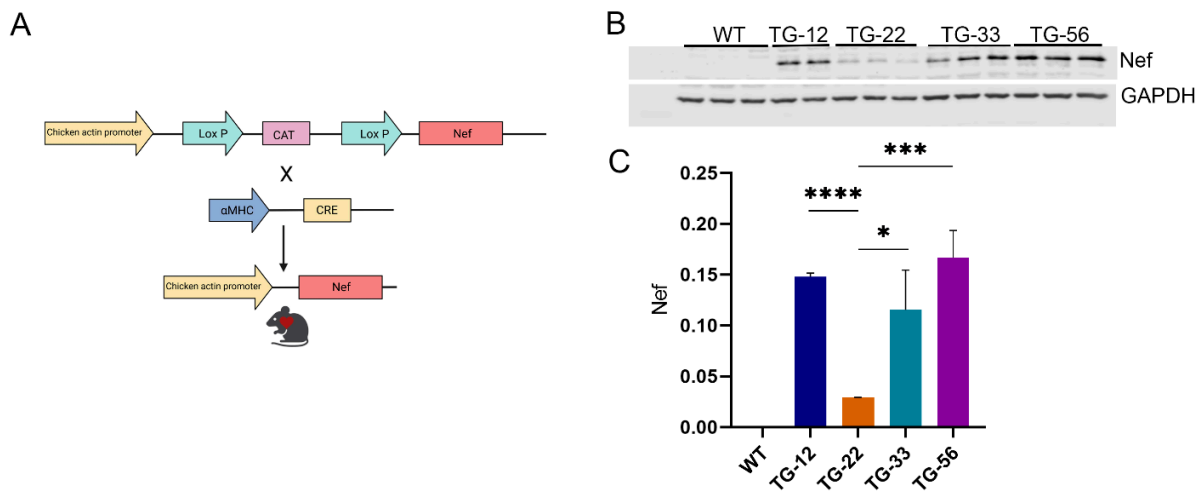 A
Chicken actin promoter
Lox P
CAT
Lox P
Nef
X
αMHC
CRE
Chicken actin promoter
Nef
B
WT TG-12 TG-22 TG-33 TG-56
Nef
GAPDH
C
***
****
*
0.25
0.20
0.15
0.10
0.05
0.00
Nef
WT
TG-12
TG-22
TG-33
TG-56